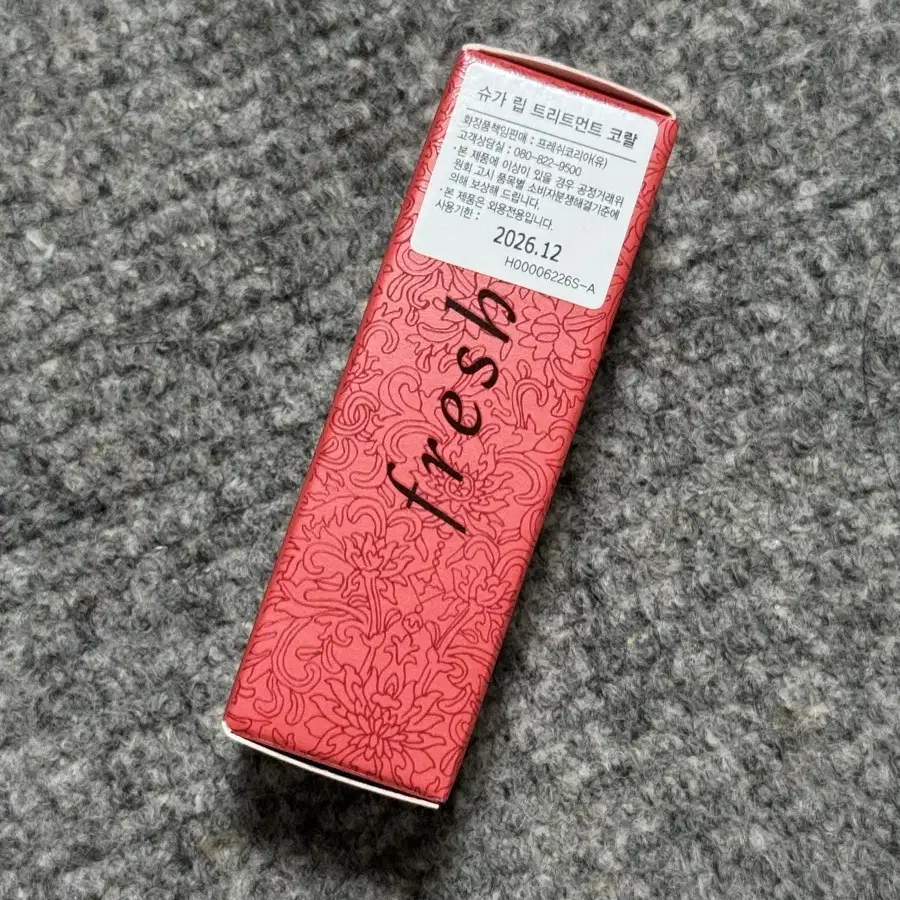 슈가 립 트리트먼트 코랄
화장품책임판매 : 프레쉬코리아(유)
고객상담실 : 080-822-9500
·본 제품에 이상이 있을 경우 공정거래위
원회 고시 품목별 소비자분쟁해결기준에
의해 보상해 드립니다.
·본 제품은 외용전용입니다.
사용기한 :
2026.12
H00006226S-A
fresh